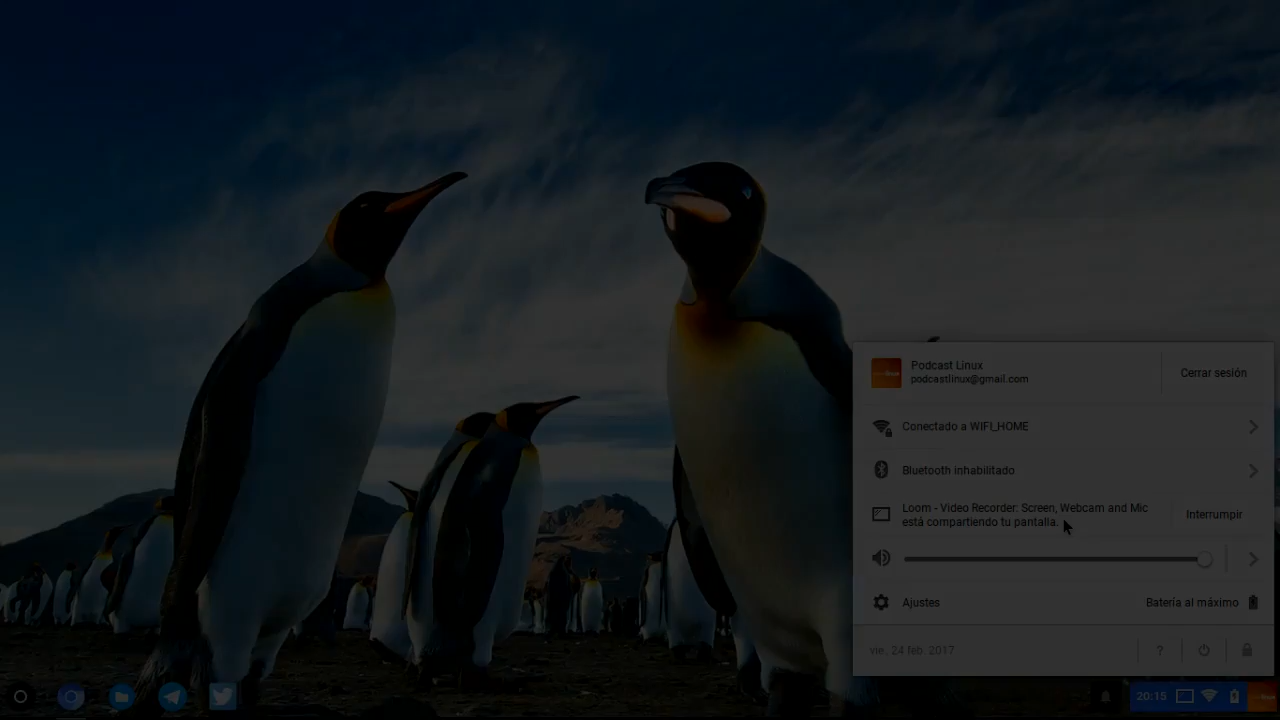 Podcast Linux
podcastlinux@gmail.com
Cerrar sesión
Conectado a WIFI_HOME
Bluetooth inhabilitado
Loom - Video Recorder: Screen, Webcam and Mic
está compartiendo tu pantalla.
Interrumpir
Ajustes
Batería al máximo
vie., 24 feb. 2017
?
20:15